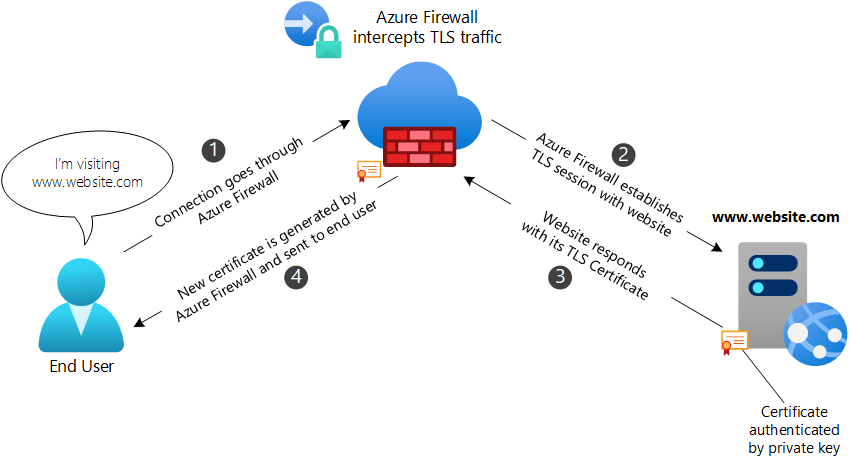 Azure Firewall
intercepts TLS traffic
I'm visiting
www.website.com
1
Connection goes through
Azure Firewall
2
Azure Firewall establishes
TLS session with website
www.website.com
Website responds
with its TLS Certificate
3
New certificate is generated by
Azure Firewall and sent to end user
4
End User
Certificate
authenticated
by private key